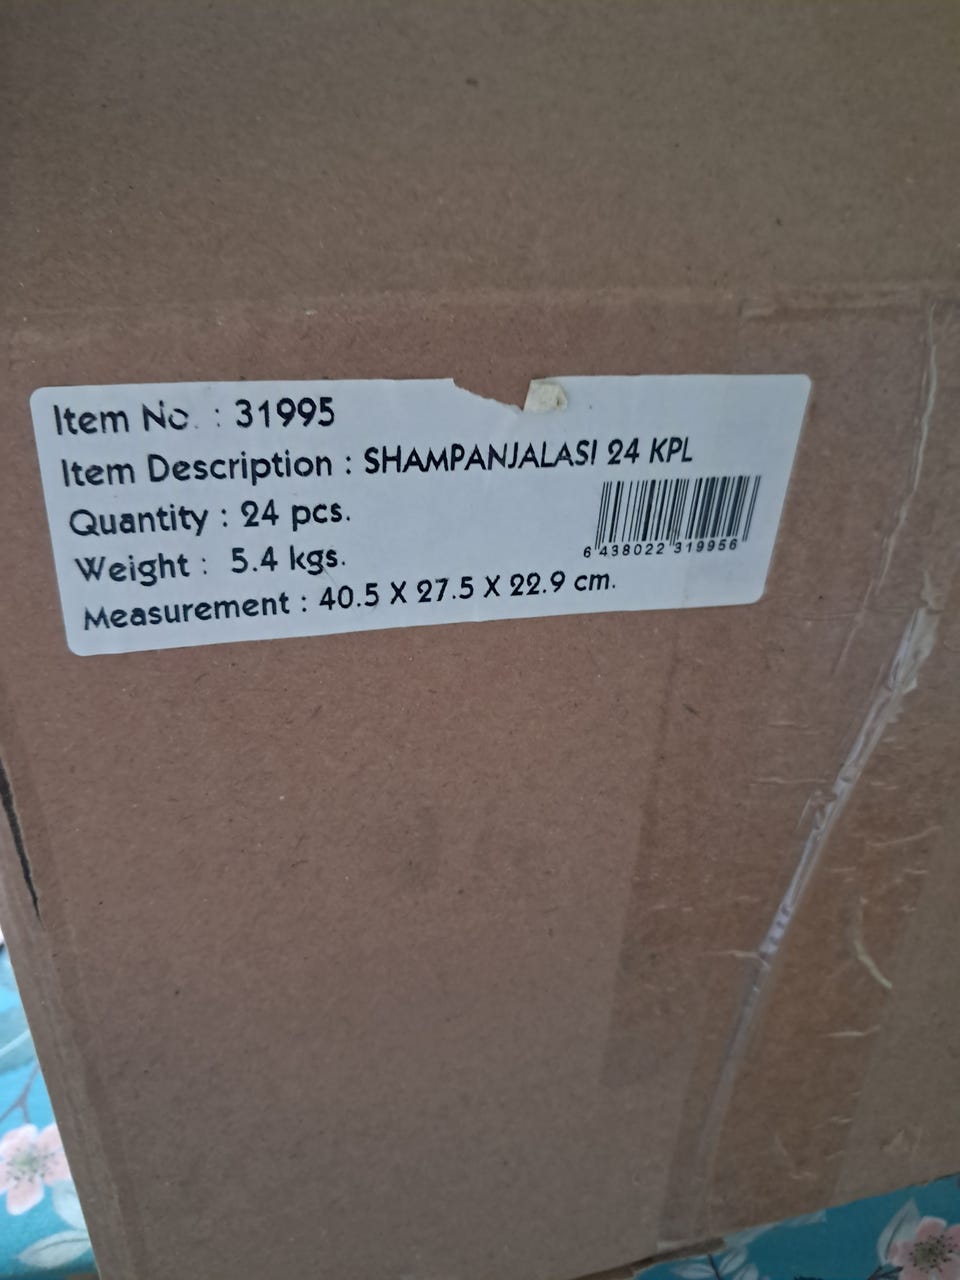 Item No. : 31995
Item Description : SHAMPANJALASI 24 KPL
Quantity : 24 pcs.
Weight : 5.4 kgs.
Measurement : 40.5 X 27.5 X 22.9 cm.
6 438022 319956